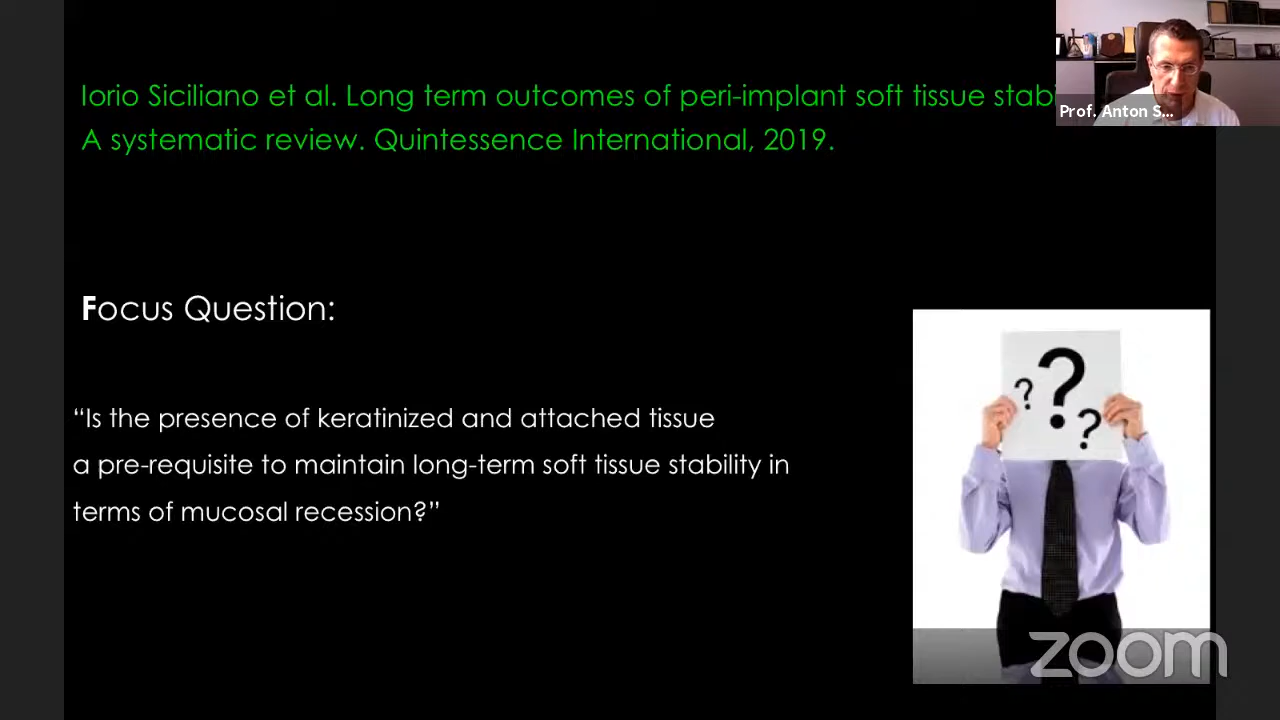 Iorio Siciliano et al. Long term outcomes of peri-implant soft tissue
A systematic review. Quintessence International, 2019.
Prof. Anton S...
Focus Question:
“Is the presence of keratinized and attached tissue
a pre-requisite to maintain long-term soft tissue stability in
terms of mucosal recession?”
? ? ?
zoom